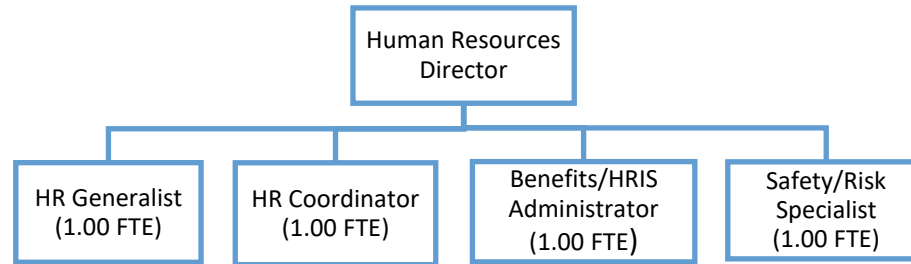 Human Resources
Director
HR Generalist
(1.00 FTE)
HR Coordinator
(1.00 FTE)
Benefits/HRIS
Administrator
(1.00 FTE)
Safety/Risk
Specialist
(1.00 FTE)